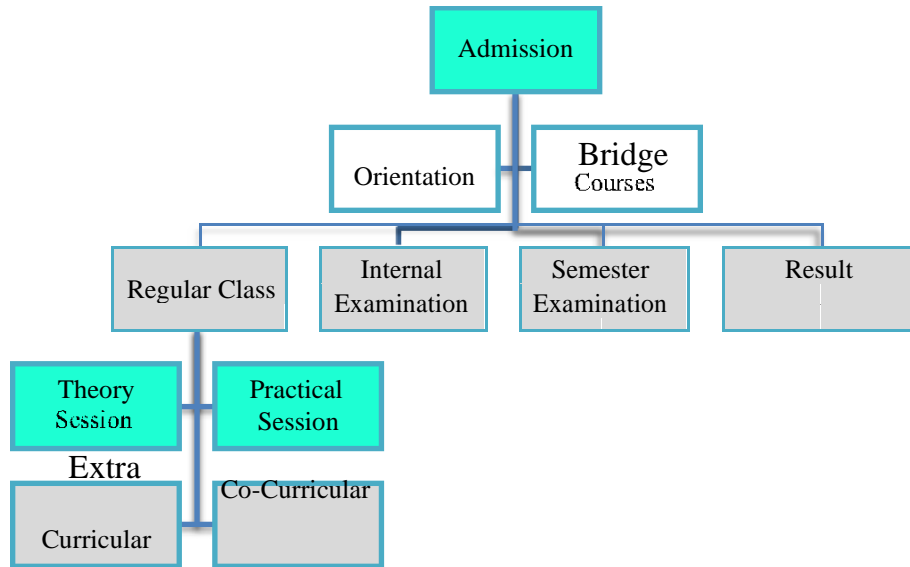 Admission
Orientation
Bridge
Courses
Regular Class
Internal
Examination
Semester
Examination
Result
Theory
Session
Practical
Session
Extra
Curricular
Co-Curricular